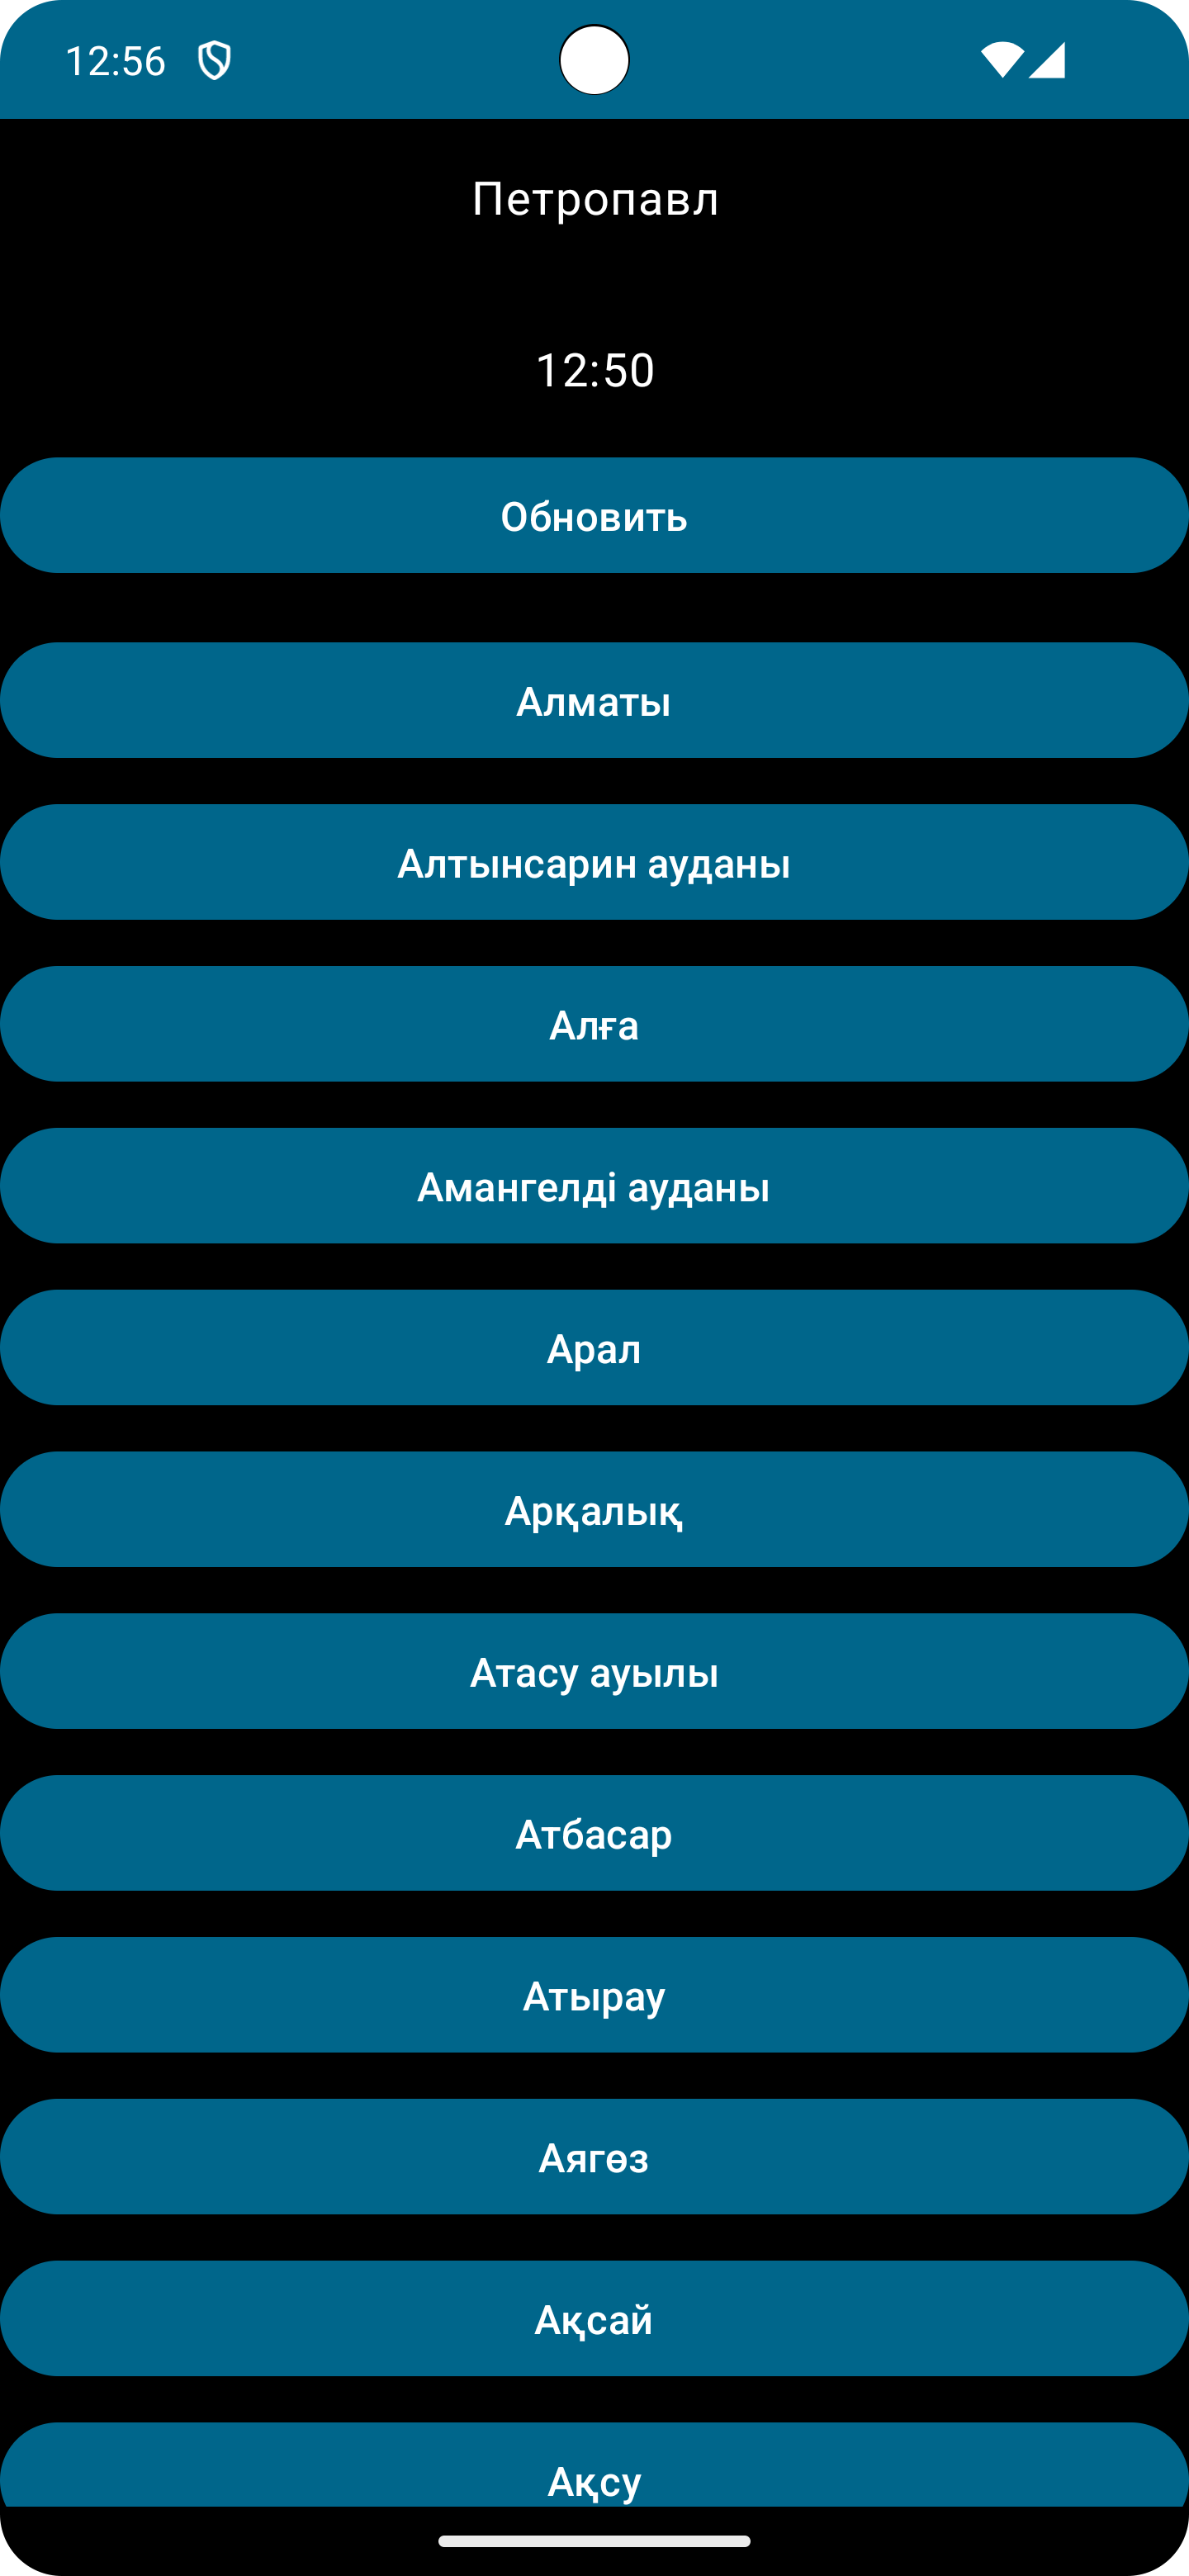 12:56
Петропавл
12:50
Обновить
Алматы
Алтынсарин ауданы
Алға
Амангелді ауданы
Арал
Арқалық
Атасу ауылы
Атбасар
Атырау
Аягөз
Ақсай
Ақсу